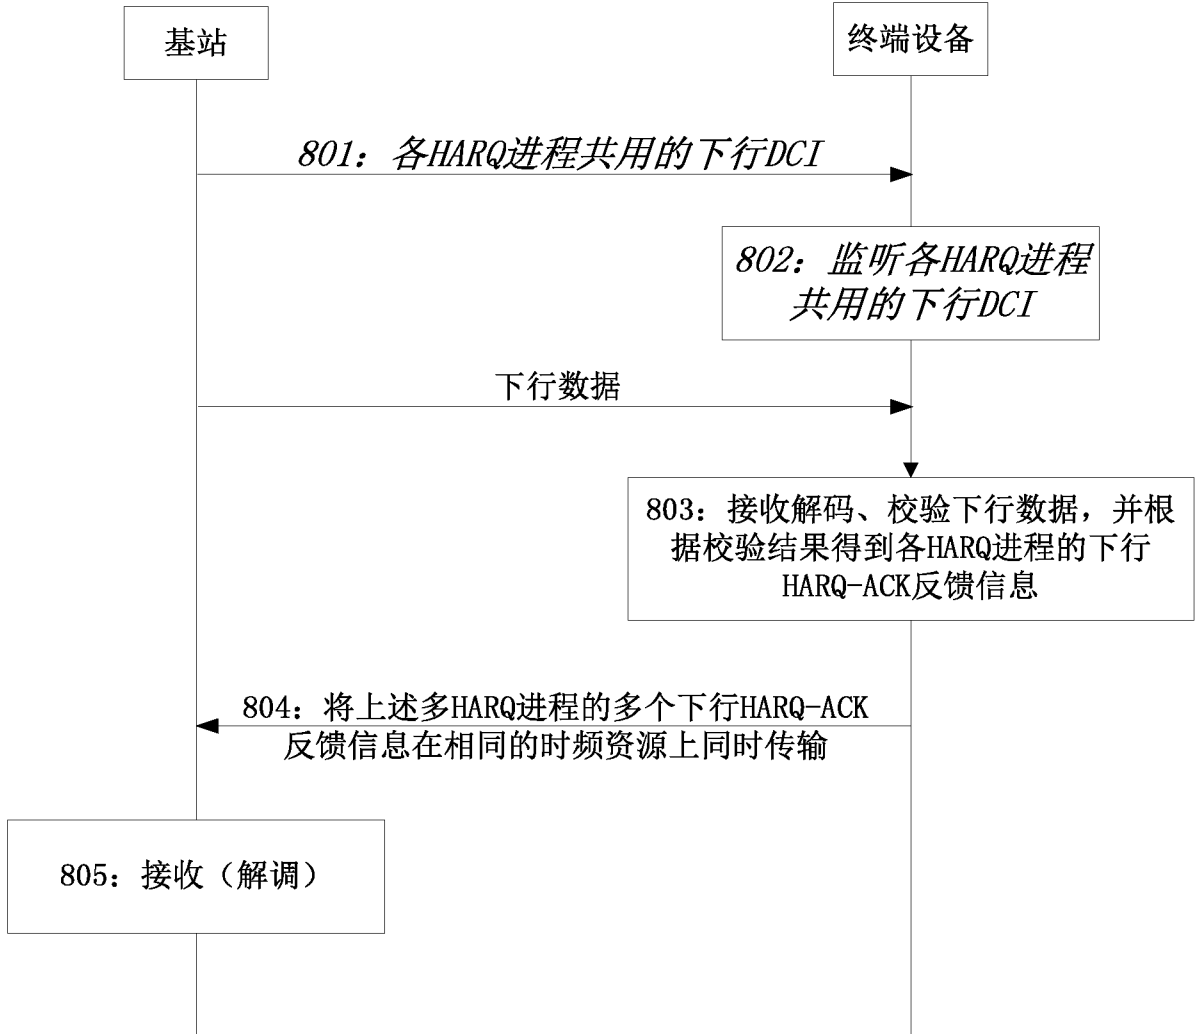 基站
终端设备
801：各HARQ进程共用的下行DCI
802：监听各HARQ进程
共用的下行DCI
下行数据
803：接收解码、校验下行数据，并根
据校验结果得到各HARQ进程的下行
HARQ-ACK反馈信息
804：将上述多HARQ进程的多个下行HARQ-ACK
反馈信息在相同的时频资源上同时传输
805：接收（解调）